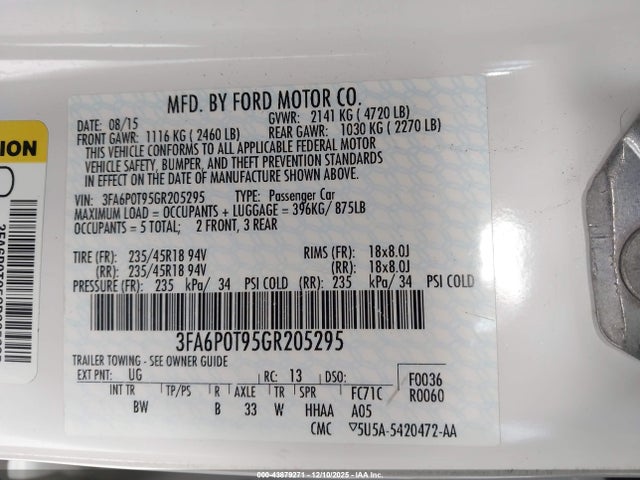 MFD. BY FORD MOTOR CO.
DATE: 08/15 GVWR: 2141 KG ( 4720 LB)
FRONT GAWR: 1116 KG ( 2460 LB) REAR GAWR: 1030 KG ( 2270 LB)
THIS VEHICLE CONFORMS TO ALL APPLICABLE FEDERAL MOTOR
VEHICLE SAFETY, BUMPER, AND THEFT PREVENTION STANDARDS
IN EFFECT ON THE DATE OF MANUFACTURE SHOWN ABOVE.
VIN: 3FA6P0T95GR205295 TYPE: Passenger Car
MAXIMUM LOAD = OCCUPANTS + LUGGAGE = 396KG/ 875LB
OCCUPANTS = 5 TOTAL; 2 FRONT, 3 REAR
TIRE (FR): 235/45R18 94V RIMS (FR): 18x8.0J
(RR): 235/45R18 94V (RR): 18x8.0J
PRESSURE (FR): 235 kPa/ 34 PSI COLD (RR): 235 kPa/ 34 PSI COLD
3FA6P0T95GR205295
TRAILER TOWING - SEE OWNER GUIDE
EXT PNT: UG RC: 13 DSO: F0036
INT TR TP/PS R AXLE TR SPR FC71C R0060
BW B 33 W HHAA A05
CMC ▽5U5A-5420472-AA
ION
000-43879271 - 12/10/2025 - IAAI.com